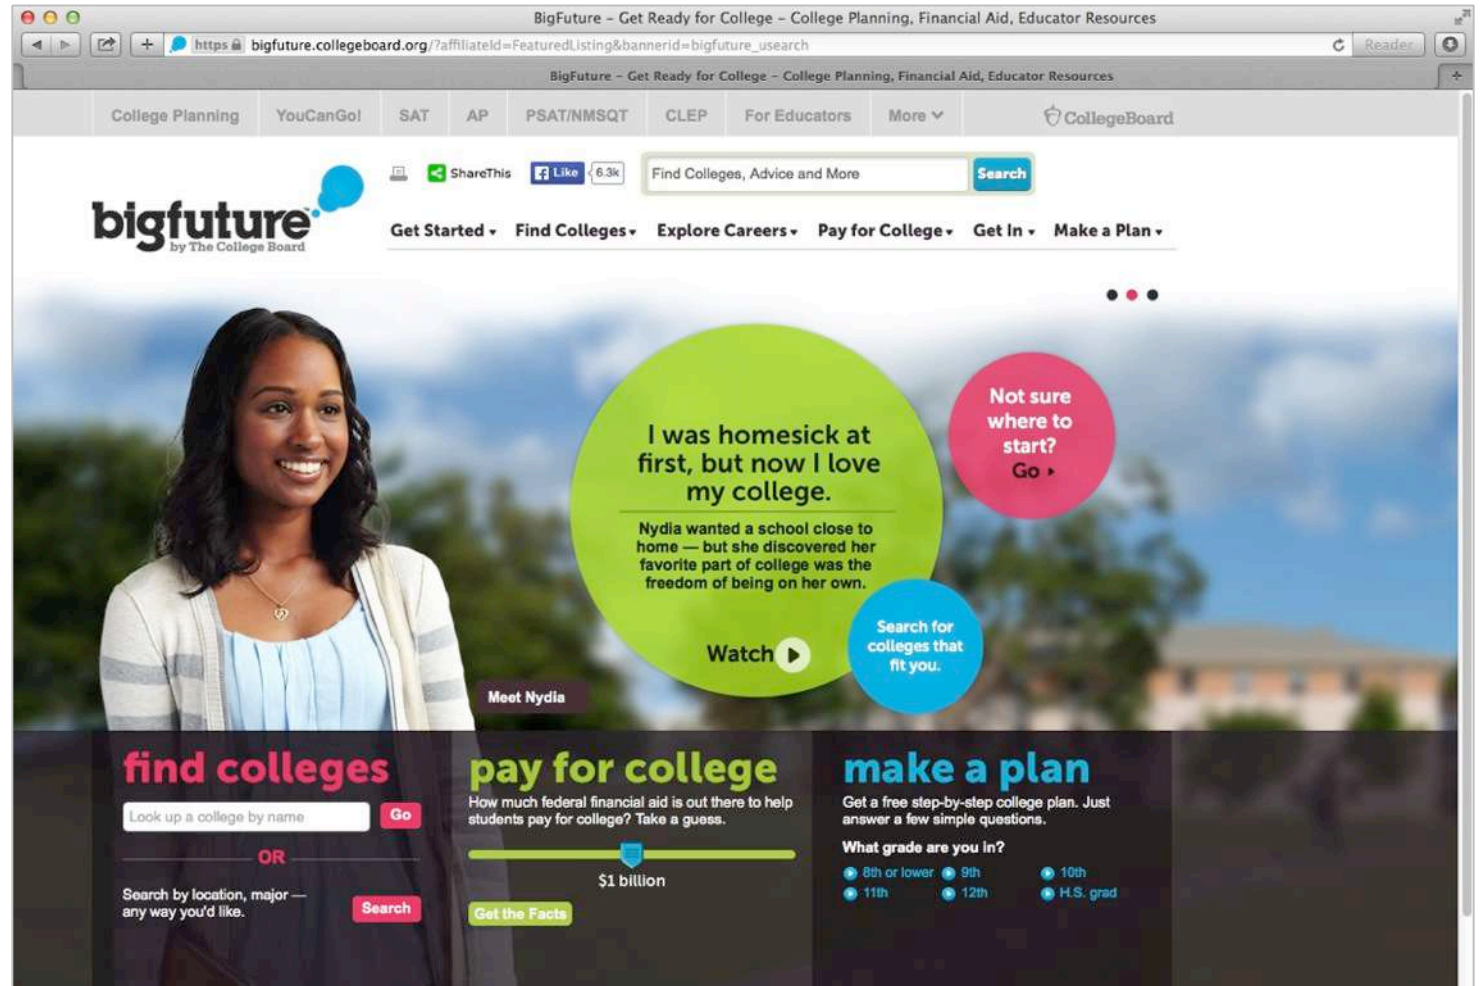 BigFuture – Get Ready for College – College Planning, Financial Aid, Educator Resources
https bigfuture.collegeboard.org/?affiliateId=FeaturedListing&bannerid=bigfuture_usearch Reader
BigFuture – Get Ready for College – College Planning, Financial Aid, Educator Resources
College Planning YouCanGo! SAT AP PSAT/NMSQT CLEP For Educators More CollegeBoard
ShareThis Like 6.3k Find Colleges, Advice and More Search
bigfuture
by The College Board
Get Started Find Colleges Explore Careers Pay for College Get In Make a Plan
I was homesick at
first, but now I love
my college.
Nydia wanted a school close to
home — but she discovered her
favorite part of college was the
freedom of being on her own.
Watch
Not sure
where to
start?
Go
Search for
colleges that
fit you.
Meet Nydia
find colleges
Look up a college by name Go
OR
Search by location, major —
any way you'd like.
Search
pay for college
How much federal financial aid is out there to help
students pay for college? Take a guess.
$1 billion
Get the Facts
make a plan
Get a free step-by-step college plan. Just
answer a few simple questions.
What grade are you in?
8th or lower 9th 10th
11th 12th H.S. grad